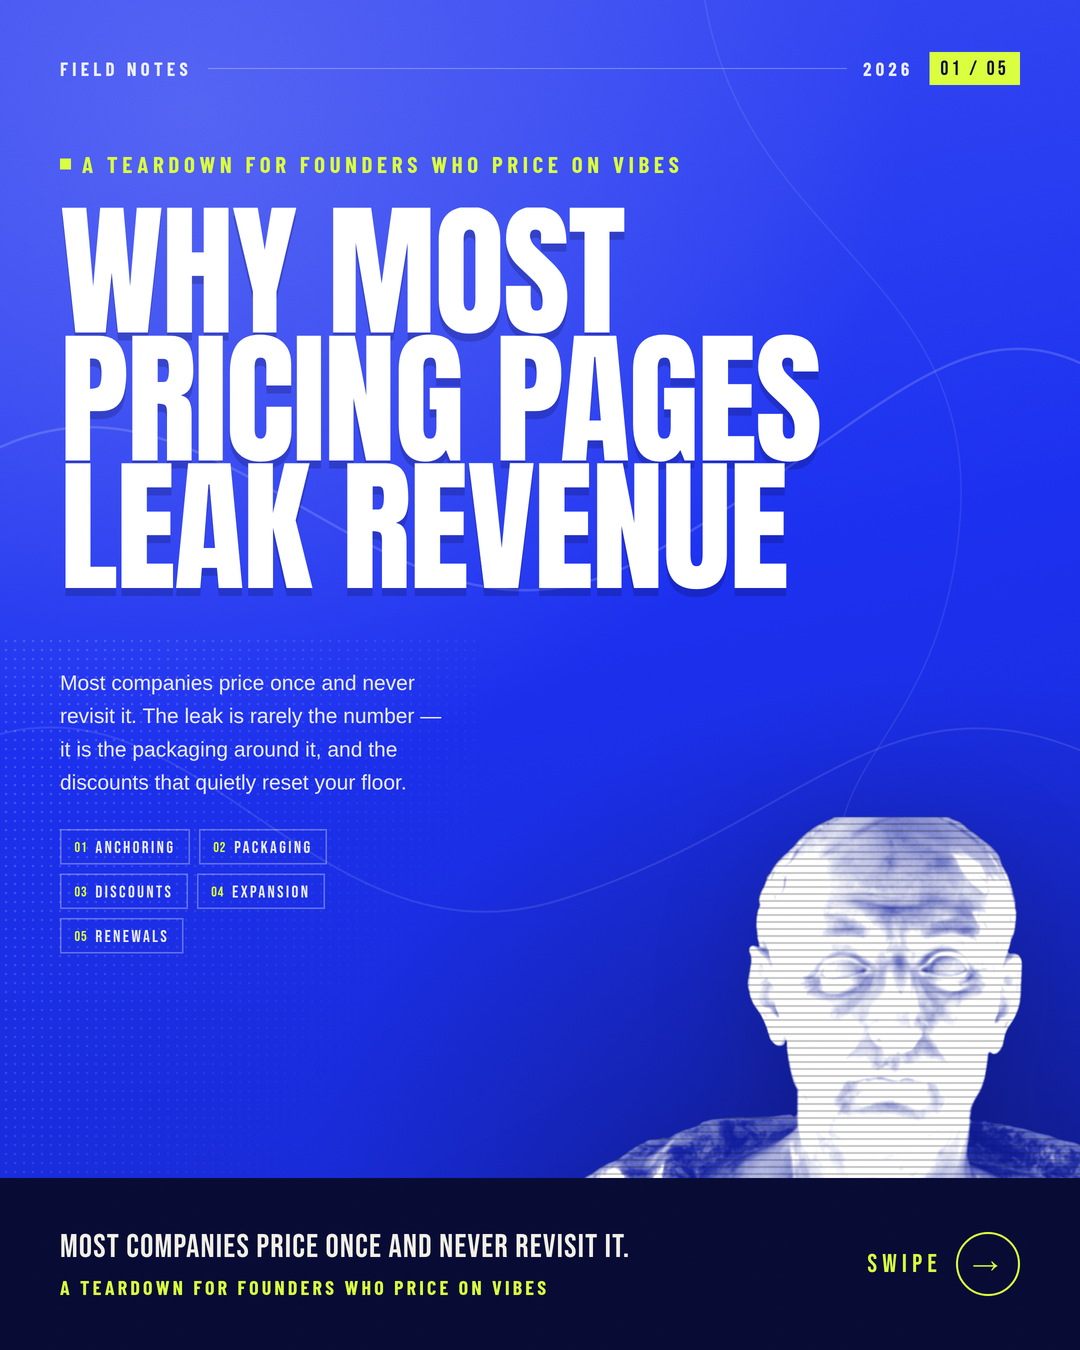 FIELD NOTES
2026
01 / 05
A TEARDOWN FOR FOUNDERS WHO PRICE ON VIBES
WHY MOST
PRICING PAGES
LEAK REVENUE
Most companies price once and never
revisit it. The leak is rarely the number —
it is the packaging around it, and the
discounts that quietly reset your floor.
01 ANCHORING
02 PACKAGING
03 DISCOUNTS
04 EXPANSION
05 RENEWALS
MOST COMPANIES PRICE ONCE AND NEVER REVISIT IT.
A TEARDOWN FOR FOUNDERS WHO PRICE ON VIBES
SWIPE →